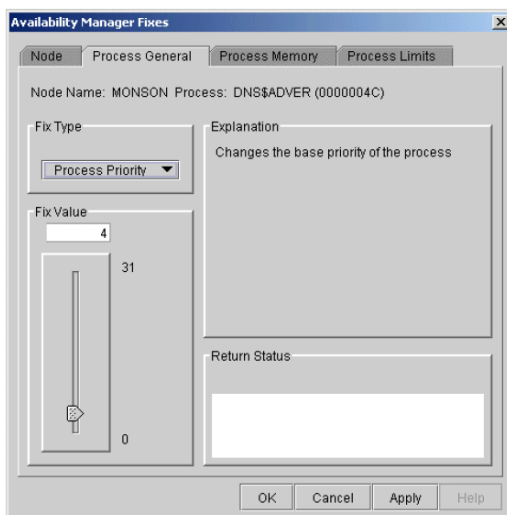 Availability Manager Fixes
Node Process General Process Memory Process Limits
Node Name: MONSON Process: DNS$ADVER (0000004C)
Fix Type
Process Priority
Explanation
Changes the base priority of the process
Fix Value
4
31
0
Return Status
OK Cancel Apply Help